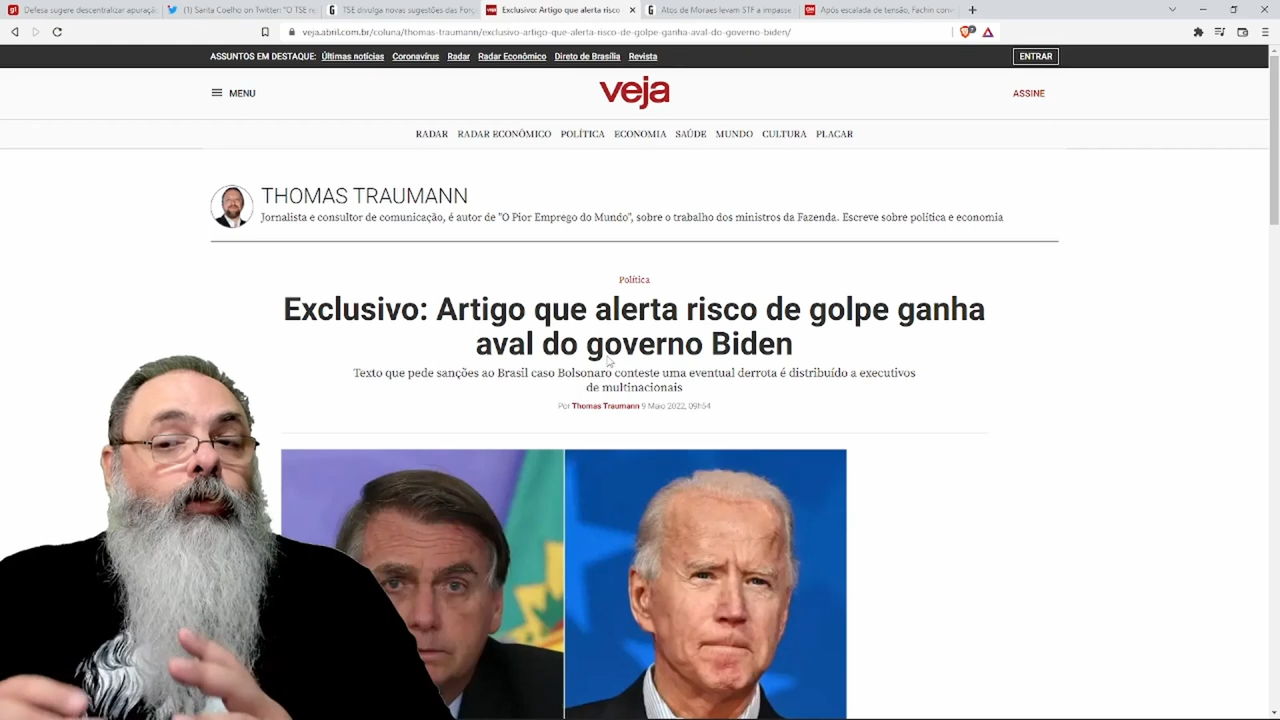 Defesa sugere descentralizar apuraçã
(1) Sarita Coelho on Twitter: "O TSE re
TSE divulga novas sugestões das Forç
Exclusivo: Artigo que alerta risco
Atos de Moraes levam STF a impasse
Após escalada de tensão, Fachin conv
veja.abril.com.br/coluna/thomas-traumann/exclusivo-artigo-que-alerta-risco-de-golpe-ganha-aval-do-governo-biden/
ASSUNTOS EM DESTAQUE: Últimas notícias Coronavírus Radar Radar Econômico Direto de Brasília Revista ENTRAR
MENU
veja
ASSINE
RADAR RADAR ECONÔMICO POLÍTICA ECONOMIA SAÚDE MUNDO CULTURA PLACAR
THOMAS TRAUMANN
Jornalista e consultor de comunicação, é autor de "O Pior Emprego do Mundo", sobre o trabalho dos ministros da Fazenda. Escreve sobre política e economia
Política
Exclusivo: Artigo que alerta risco de golpe ganha
aval do governo Biden
Texto que pede sanções ao Brasil caso Bolsonaro conteste uma eventual derrota é distribuído a executivos
de multinacionais
Por Thomas Traumann 9 Maio 2022, 09h54